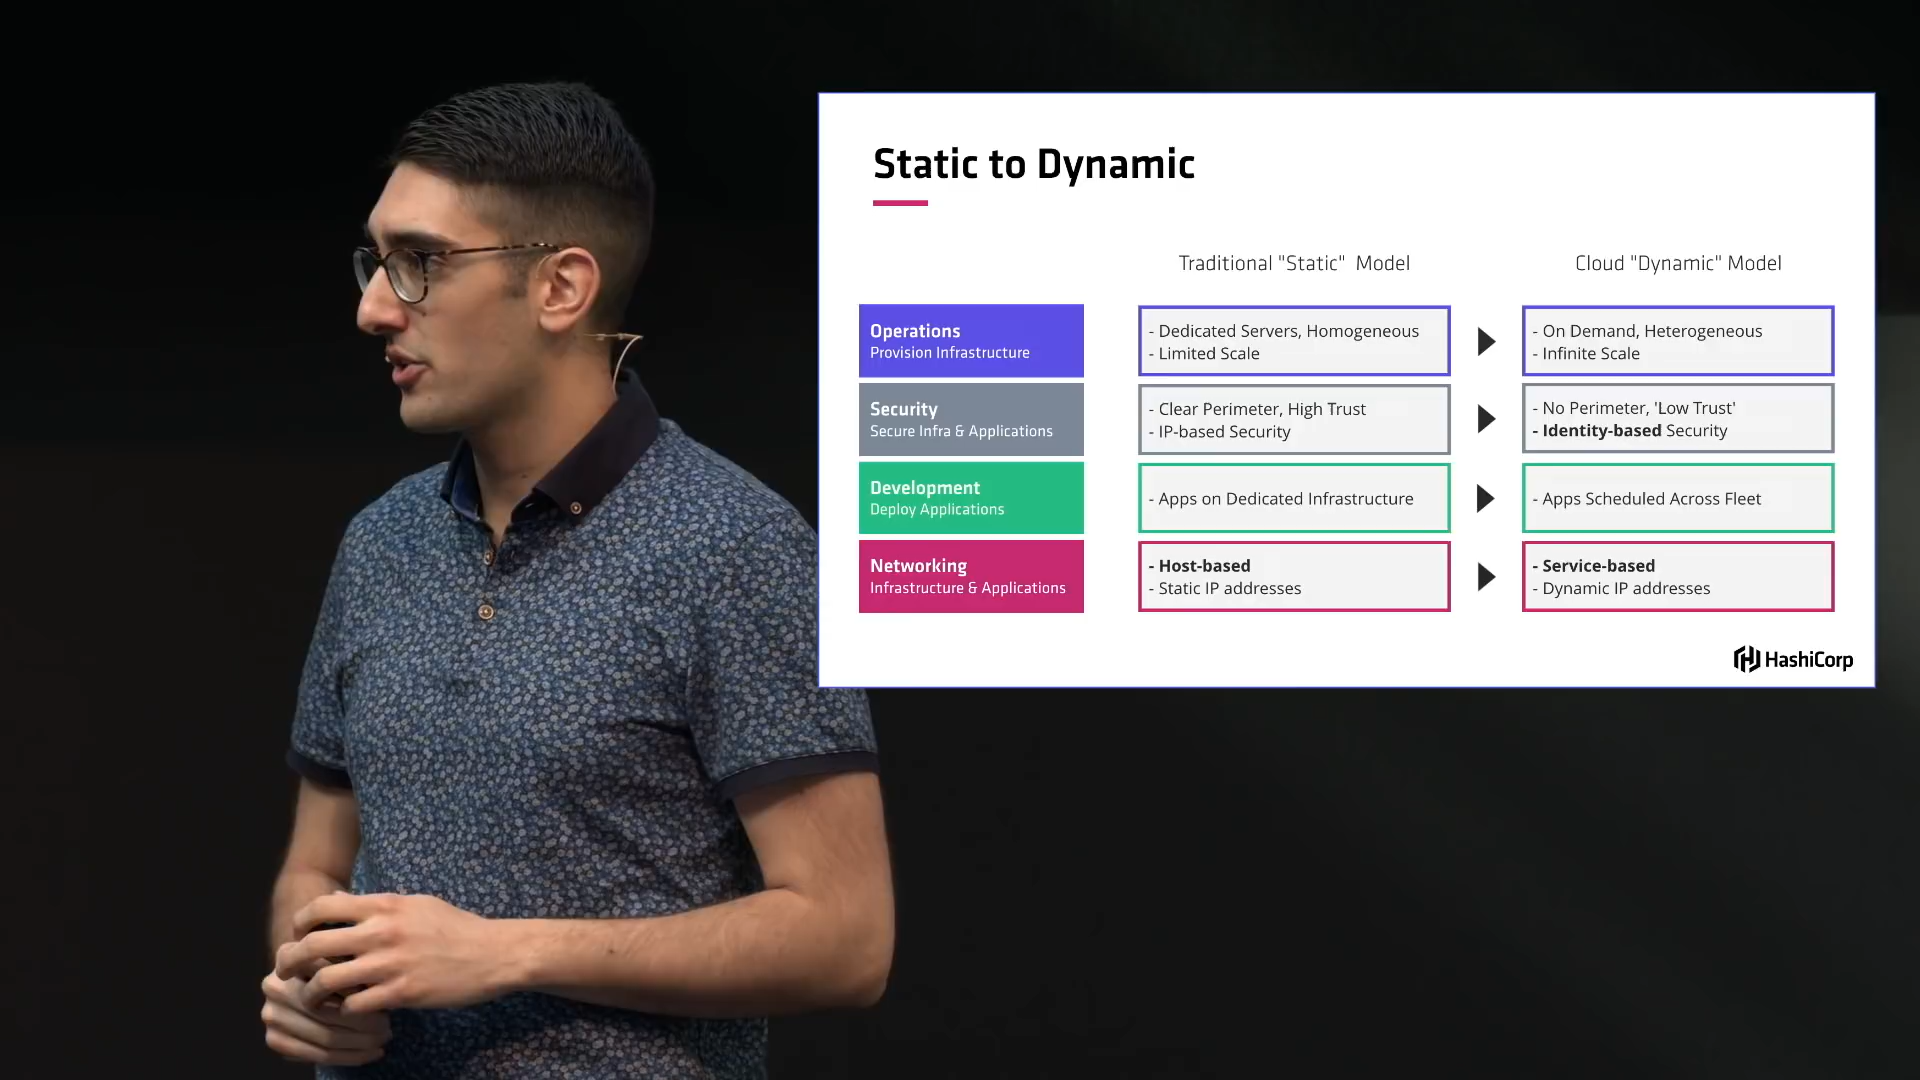 Static to Dynamic
Traditional "Static" Model
Cloud "Dynamic" Model
Operations
Provision Infrastructure
- Dedicated Servers, Homogeneous
- Limited Scale
- On Demand, Heterogeneous
- Infinite Scale
Security
Secure Infra & Applications
- Clear Perimeter, High Trust
- IP-based Security
- No Perimeter, 'Low Trust'
- Identity-based Security
Development
Deploy Applications
- Apps on Dedicated Infrastructure
- Apps Scheduled Across Fleet
Networking
Infrastructure & Applications
- Host-based
- Static IP addresses
- Service-based
- Dynamic IP addresses
HashiCorp